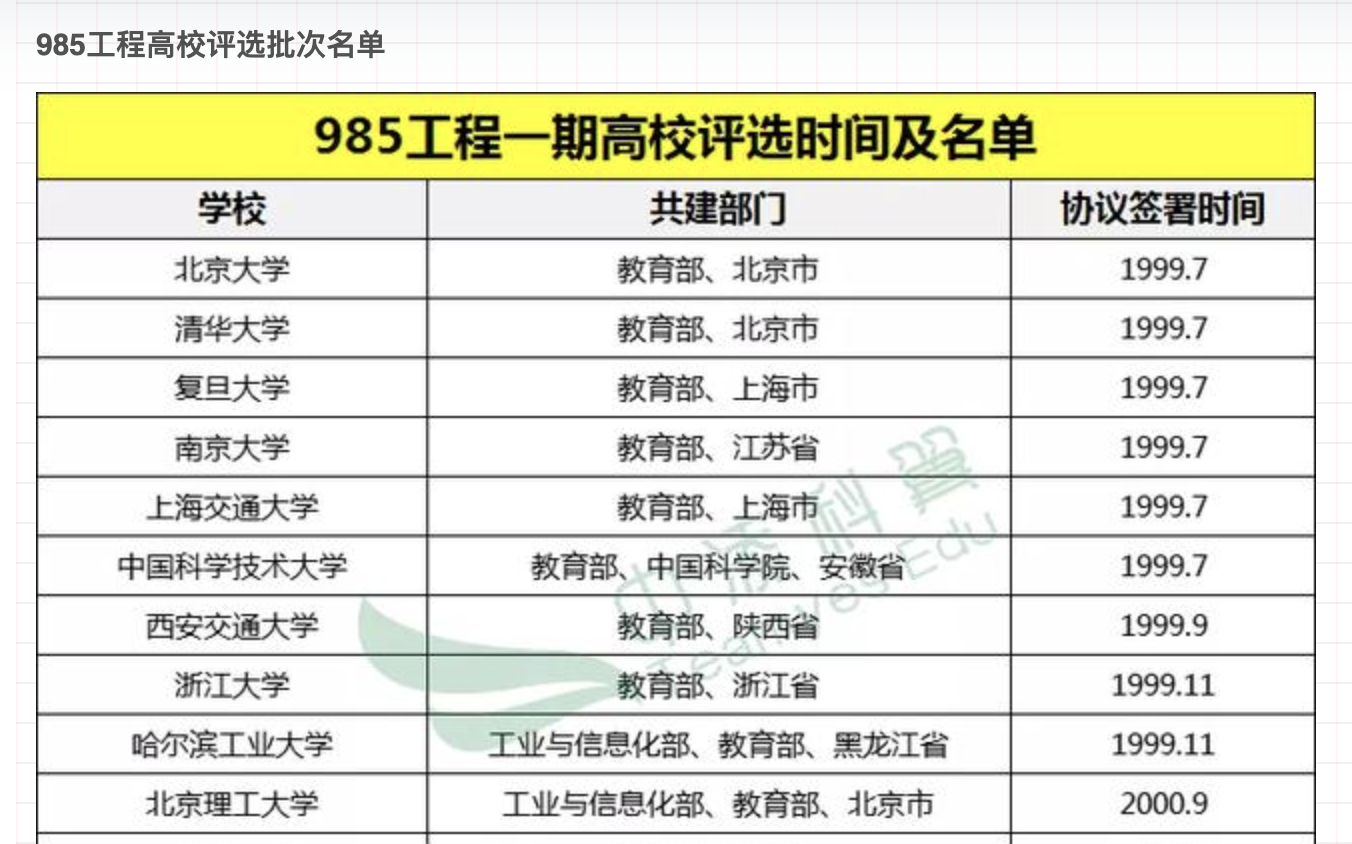 985工程高校评选批次名单
985工程一期高校评选时间及名单
学校 共建部门 协议签署时间
北京大学 教育部、北京市 1999.7
清华大学 教育部、北京市 1999.7
复旦大学 教育部、上海市 1999.7
南京大学 教育部、江苏省 1999.7
上海交通大学 教育部、上海市 1999.7
中国科学技术大学 教育部、中国科学院、安徽省 1999.7
西安交通大学 教育部、陕西省 1999.9
浙江大学 教育部、浙江省 1999.11
哈尔滨工业大学 工业与信息化部、教育部、黑龙江省 1999.11
北京理工大学 工业与信息化部、教育部、北京市 2000.9